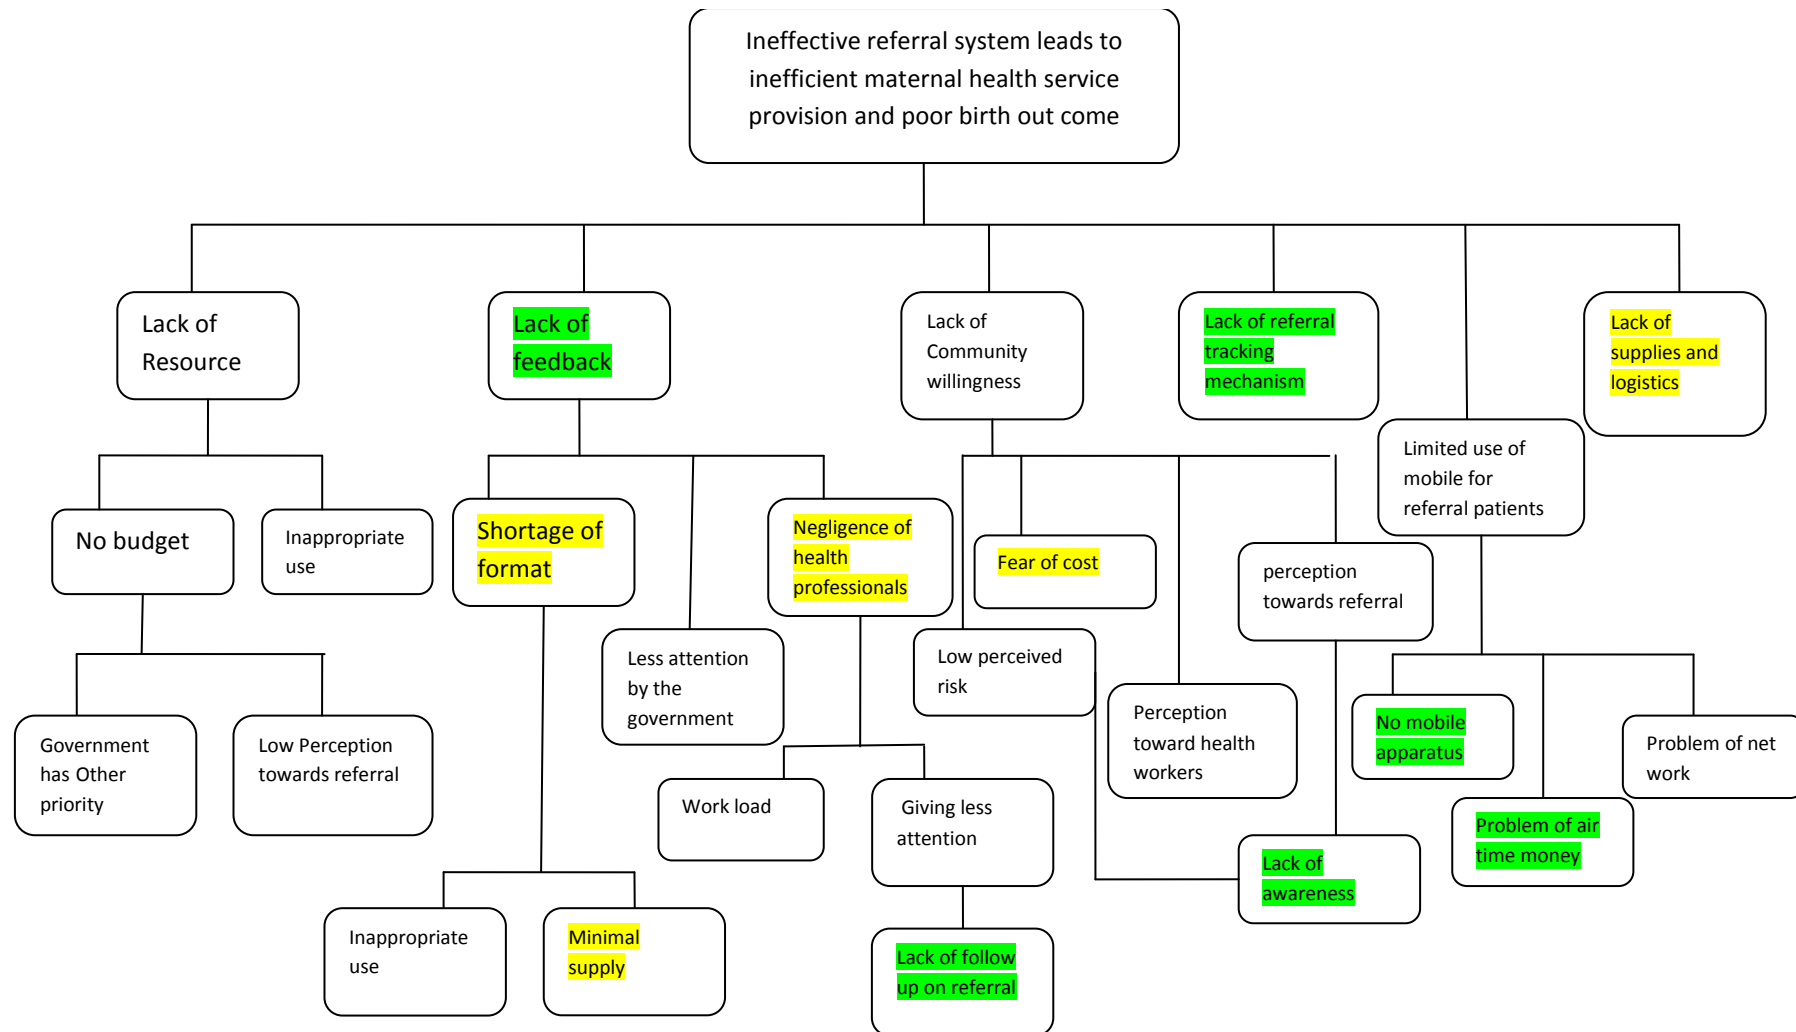 Ineffective referral system leads to
inefficient maternal health service
provision and poor birth out come
Lack of
Resource
Lack of
feedback
Lack of
Community
willingness
Lack of referral
tracking
mechanism
Lack of
supplies and
logistics
Limited use of
mobile for
referral patients
No budget
Inappropriate
use
Shortage of
format
Negligence of
health
professionals
Fear of cost
perception
towards referral
Less attention
by the
government
Low perceived
risk
Perception
toward health
workers
No mobile
apparatus
Problem of net
work
Government
has Other
priority
Low Perception
towards referral
Work load
Giving less
attention
Problem of air
time money
Lack of
awareness
Inappropriate
use
Minimal
supply
Lack of follow
up on referral